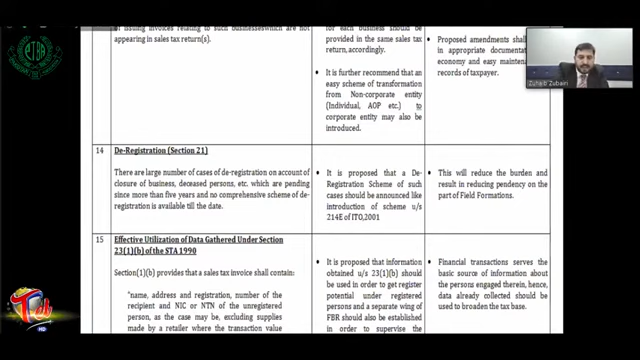 of issuing invoices relating to such businesseswhich are not
appearing in sales tax return(s).
for each business should be
provided in the same sales tax
return, accordingly.
It is further recommend that an
easy scheme of transformation
from Non-corporate entity
(Individual, AOP etc.) to
corporate entity may also be
introduced.
Proposed amendments shall
in appropriate documentat
economy and easy maintenan
records of taxpayer.
14
De-Registration (Section 21)
There are large number of cases of de-registration on account of
closure of business, deceased persons, etc. which are pending
since more than five years and no comprehensive scheme of de-
registration is available till the date.
It is proposed that a De-
Registration Scheme of such
cases should be announced like
introduction of scheme u/s
214E of ITO,2001
This will reduce the burden and
result in reducing pendency on the
part of Field Formations.
15
Effective Utilization of Data Gathered Under Section
23(1)(b) of the STA 1990
Section(1)(b) provides that a sales tax invoice shall contain:
"name, address and registration, number of the
recipient and NIC or NTN of the unregistered
person, as the case may be, excluding supplies
made by a retailer where the transaction value
It is proposed that information
obtained u/s 23(1)(b) should
be used in order to get register
potential under registered
persons and a separate wing of
FBR should also be established
in order to supervise the
Financial transactions serves the
basic source of information about
the persons engaged therein, hence;
data already collected should be
used to broaden the tax base.
PTBA
Zuhaib Zubairi
HD